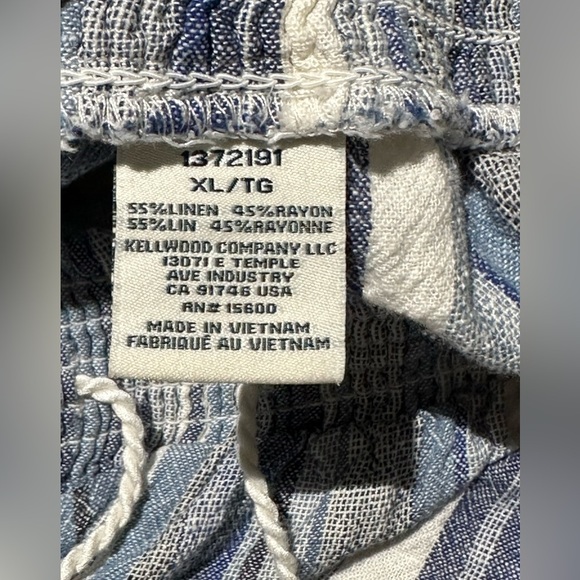 1372191
XL/TG
55%LINEN 45%RAYON
55%LIN 45%RAYONNE
KELLWOOD COMPANY LLC
13071 E TEMPLE
AVE INDUSTRY
CA 91746 USA
RN# 15600
MADE IN VIETNAM
FABRIQUÉ AU VIETNAM